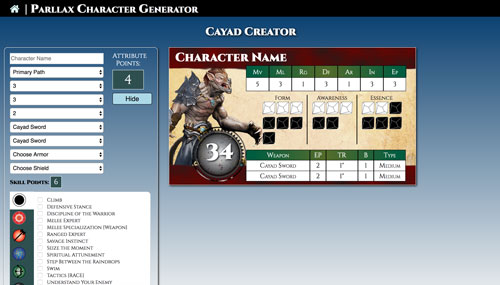 | Parllax Character Generator
Cayad Creator
Character Name
Primary Path
3
3
2
Cayad Sword
Cayad Sword
Choose Armor
Choose Shield
Attribute Points:
4
Hide
Skill Points: 6
Climb
Defensive Stance
Discipline of the Warrior
Melee Expert
Melee Specialization [Weapon]
Ranged Expert
Savage Instinct
Seize the Moment
Spiritual Attunement
Step Between the Raindrops
Swim
Tactics [RACE]
Understand Your Enemy
Character Name
Mv Ml Rg Df Ar In Ef
5 3 1 3 1 3 3
Form Awareness Essence
34
Weapon EP TR B Type
Cayad Sword 2 1" 1 Medium
Cayad Sword 2 1" 1 Medium